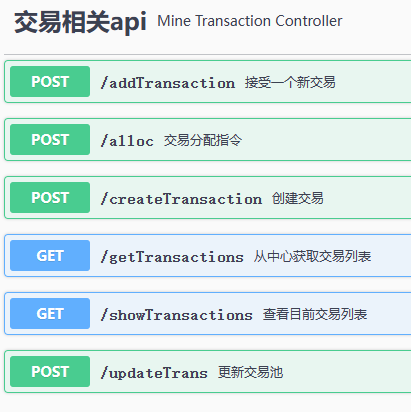 交易相关api Mine Transaction Controller
POST /addTransaction 接受一个新交易
POST /alloc 交易分配指令
POST /createTransaction 创建交易
GET /getTransactions 从中心获取交易列表
GET /showTransactions 查看目前交易列表
POST /updateTrans 更新交易池